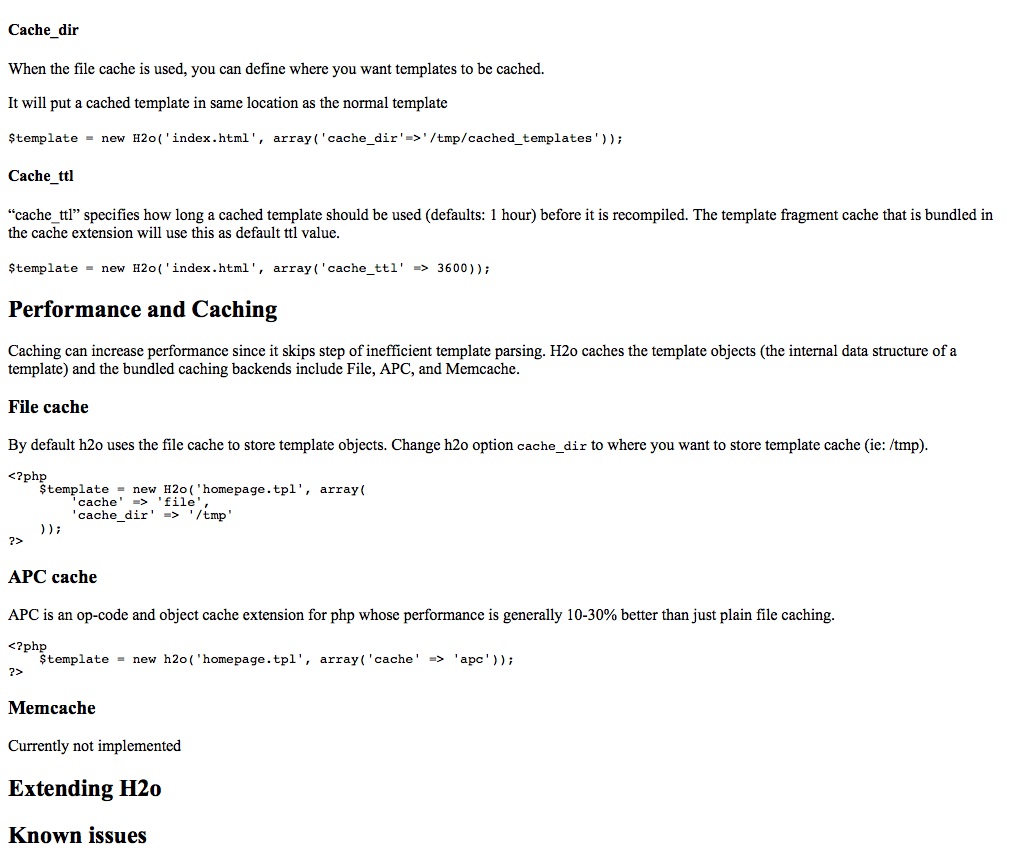 Cache_dir
When the file cache is used, you can define where you want templates to be cached.
It will put a cached template in same location as the normal template
$template = new H2o('index.html', array('cache_dir'=>'/tmp/cached_templates'));
Cache_ttl
“cache_ttl” specifies how long a cached template should be used (defaults: 1 hour) before it is recompiled. The template fragment cache that is bundled in
the cache extension will use this as default ttl value.
$template = new H2o('index.html', array('cache_ttl' => 3600));
Performance and Caching
Caching can increase performance since it skips step of inefficient template parsing. H2o caches the template objects (the internal data structure of a
template) and the bundled caching backends include File, APC, and Memcache.
File cache
By default h2o uses the file cache to store template objects. Change h2o option cache_dir to where you want to store template cache (ie: /tmp).
<?php
    $template = new H2o('homepage.tpl', array(
        'cache' => 'file',
        'cache_dir' => '/tmp'
    ));
?>
APC cache
APC is an op-code and object cache extension for php whose performance is generally 10-30% better than just plain file caching.
<?php
    $template = new h2o('homepage.tpl', array('cache' => 'apc'));
?>
Memcache
Currently not implemented
Extending H2o
Known issues